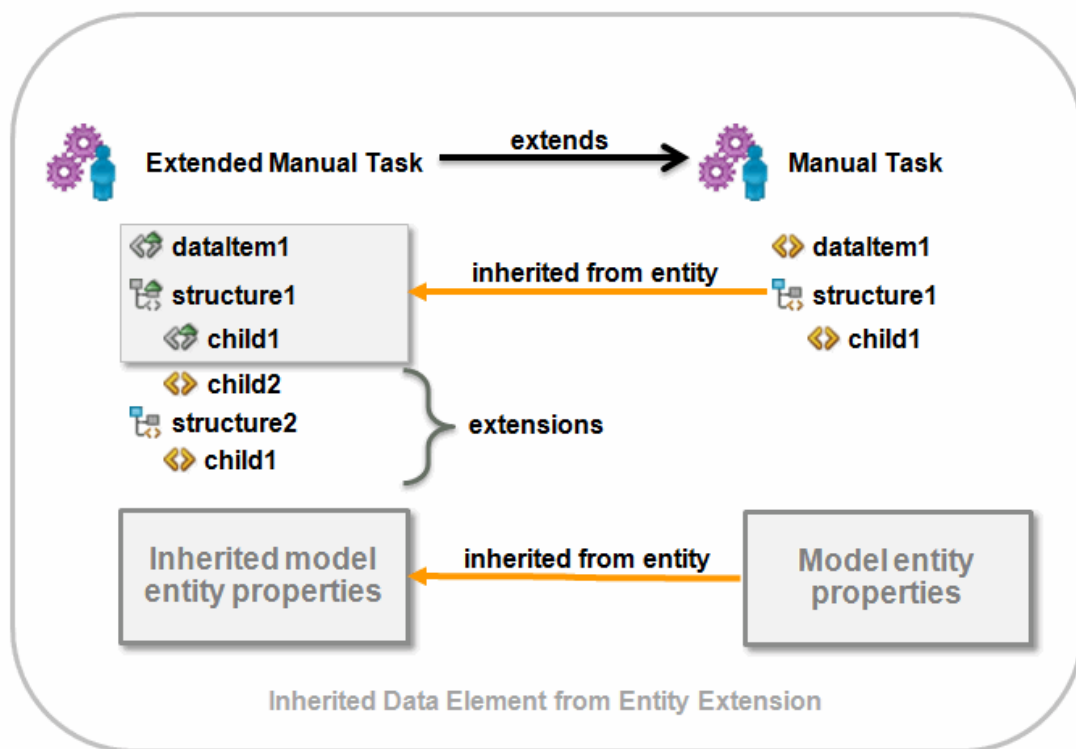 extends
Extended Manual Task
Manual Task
dataItem1
structure1
child1
child2
structure2
child1
inherited from entity
dataItem1
structure1
child1
extensions
Inherited model
entity properties
inherited from entity
Model entity
properties
Inherited Data Element from Entity Extension